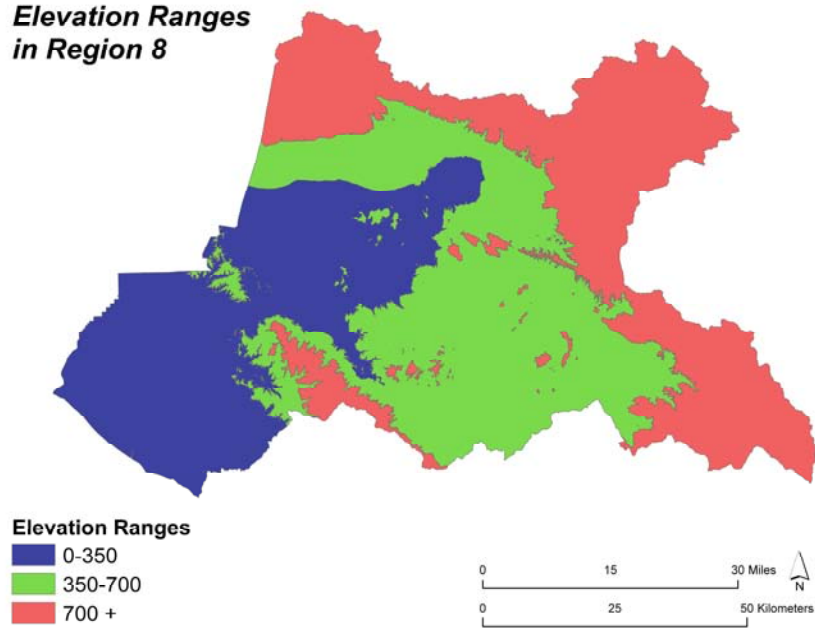 Elevation Ranges
in Region 8
Elevation Ranges
0-350
350-700
700 +
0 15 30 Miles
N
0 25 50 Kilometers